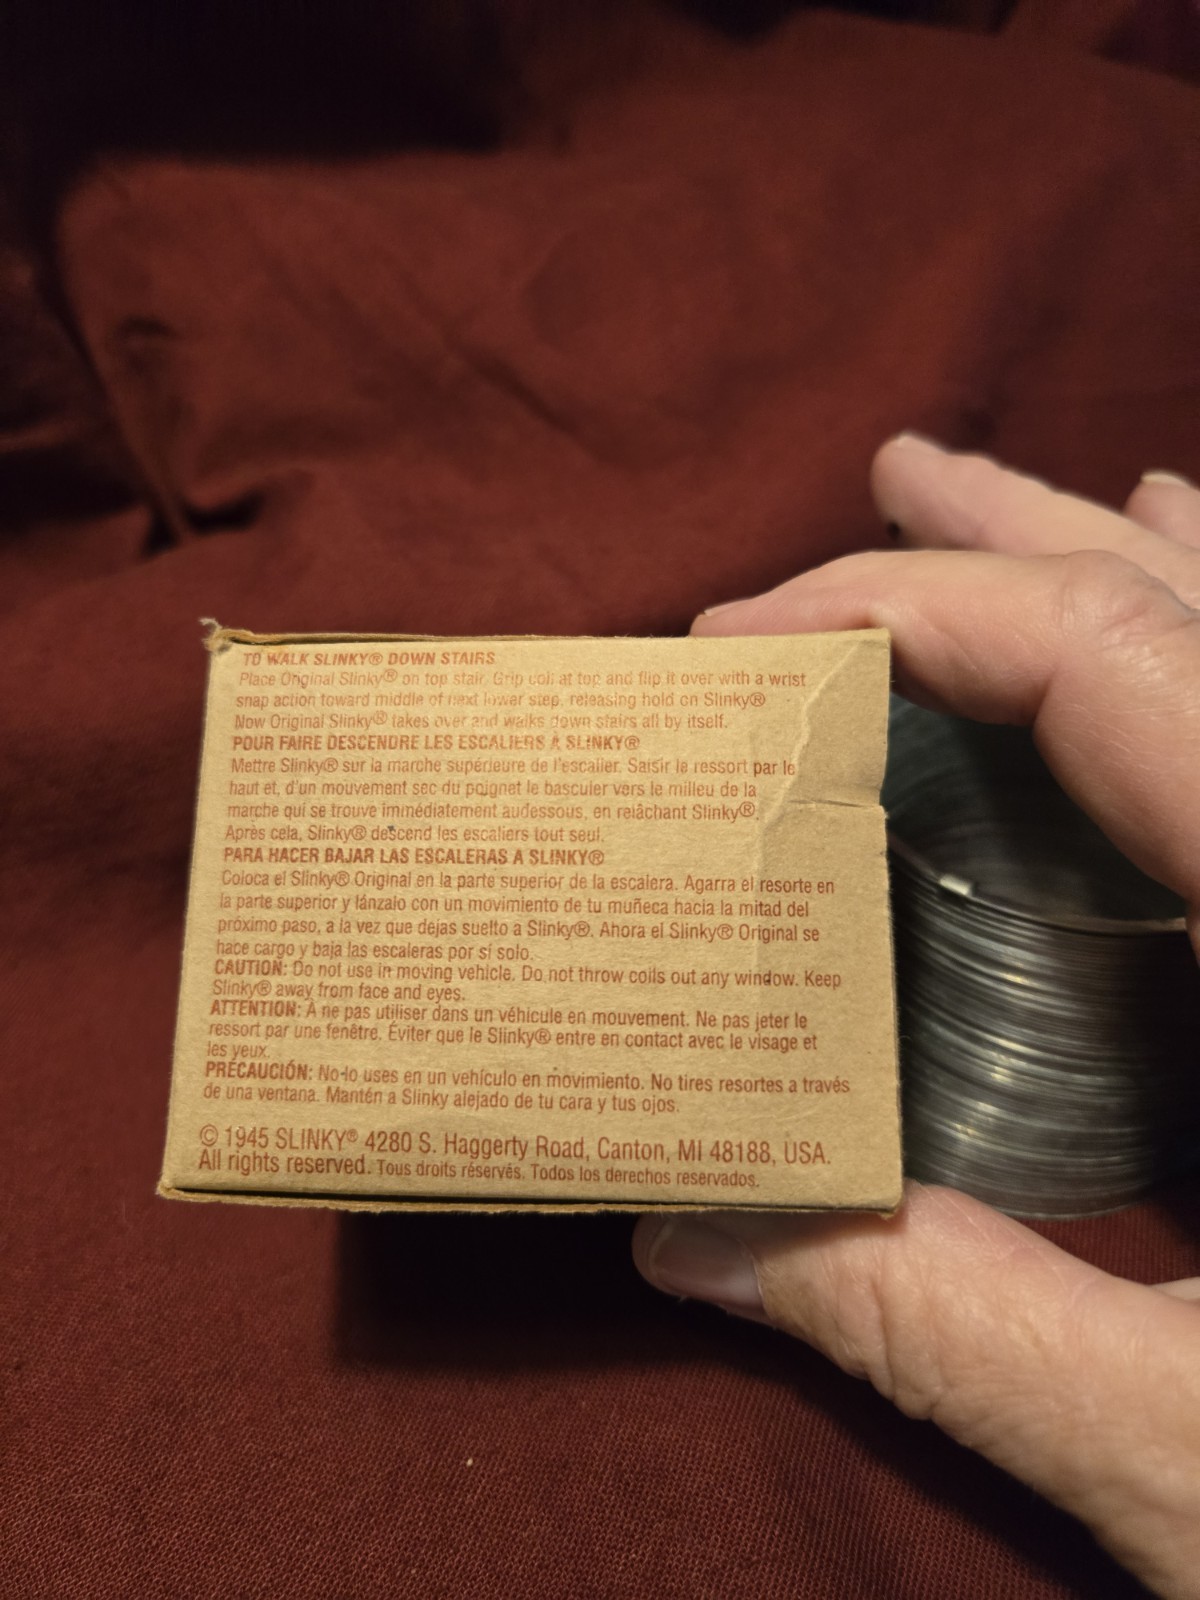 TO WALK SLINKY® DOWN STAIRS
Place Original Slinky® on top stair. Grip coil at top and flip it over with a wrist
snap action toward middle of next lower step, releasing hold on Slinky®
Now Original Slinky® takes over and walks down stairs all by itself.
POUR FAIRE DESCENDRE LES ESCALIERS À SLINKY®
Mettre Slinky® sur la marche supérieure de l'escalier. Saisir le ressort par le
haut et, d'un mouvement sec du poignet le basculer vers le milleu de la
marche qui se trouve immédiatement audessous, en relâchant Slinky®.
Après cela, Slinky® descend les escaliers tout seul.
PARA HACER BAJAR LAS ESCALERAS A SLINKY®
Coloca el Slinky® Original en la parte superior de la escalera. Agarra el resorte en
la parte superior y lánzalo con un movimiento de tu muñeca hacia la mitad del
próximo paso, a la vez que dejas suelto a Slinky®. Ahora el Slinky® Original se
hace cargo y baja las escaleras por sí solo.
CAUTION: Do not use in moving vehicle. Do not throw coils out any window. Keep
Slinky® away from face and eyes.
ATTENTION: À ne pas utiliser dans un véhicule en mouvement. Ne pas jeter le
ressort par une fenêtre. Éviter que le Slinky® entre en contact avec le visage et
les yeux.
PRECAUCIÓN: No lo uses en un vehículo en movimiento. No tires resortes a través
de una ventana. Mantén a Slinky alejado de tu cara y tus ojos.
© 1945 SLINKY® 4280 S. Haggerty Road, Canton, MI 48188, USA.
All rights reserved. Tous droits réservés. Todos los derechos reservados.